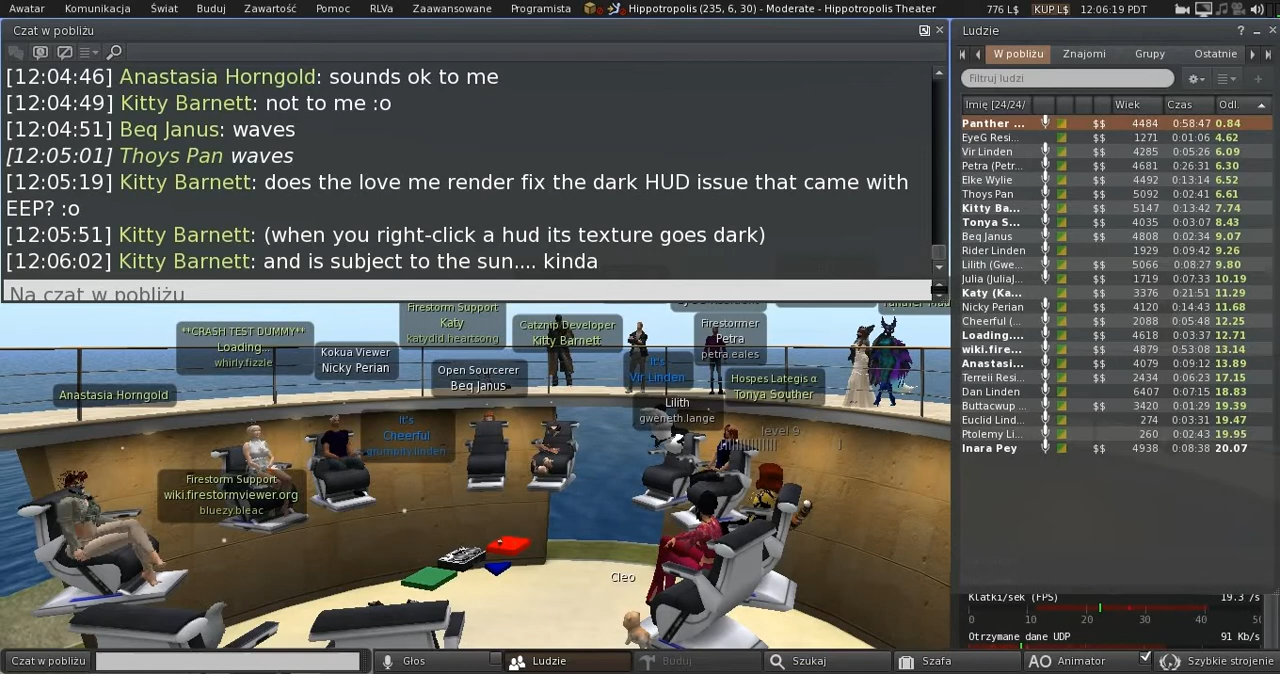 Awatar Komunikacja Świat Buduj Zawartość Pomoc RLVa Zaawansowane Programista Hippotropolis (235, 6, 30) - Moderate - Hippotropolis Theater 776 L$ KUP L$ 12:06:19 PDT
Czat w pobliżu
[12:04:46] Anastasia Horngold: sounds ok to me
[12:04:49] Kitty Barnett: not to me :o
[12:04:51] Beq Janus: waves
[12:05:01] Thoys Pan waves
[12:05:19] Kitty Barnett: does the love me render fix the dark HUD issue that came with
EEP? :o
[12:05:51] Kitty Barnett: (when you right-click a hud its texture goes dark)
[12:06:02] Kitty Barnett: and is subject to the sun.... kinda
Na czat w pobliżu
Firestorm Support
Katy
katydid.heartsong
**CRASH TEST DUMMY**
Loading...
whirly.fizzle
Kokua Viewer
Nicky Perian
Catznip Developer
Kitty Barnett
Open Sourcerer
Beq Janus
Firestormer
Petra
petra.eales
It's
Vir Linden
Hospes Lategis α
Tonya Souther
Anastasia Horngold
Lilith
gweneth.lange
It's
Cheerful
grumpity.linden
level 9
Firestorm Support
wiki.firestormviewer.org
bluezy.bleac
Cleo
Ludzie
W pobliżu Znajomi Grupy Ostatnie
Filtruj ludzi
Imię [24/24/ Wiek Czas Odl.
Panther ... $$ 4484 0:58:47 0.84
EyeG Resi... $$ 1271 0:01:06 4.62
Vir Linden $$ 4285 0:05:26 6.09
Petra (Petr... $$ 4681 0:26:31 6.30
Elke Wylie $$ 4492 0:13:14 6.52
Thoys Pan $$ 5092 0:02:41 6.61
Kitty Ba... $$ 5147 0:13:42 7.74
Tonya S... $$ 4035 0:03:07 8.43
Beq Janus $$ 4808 0:02:34 9.07
Rider Linden 1929 0:09:42 9.26
Lilith (Gwe... $$ 5066 0:08:27 9.80
Julia (JuliaJ... $$ 1719 0:07:33 10.19
Katy (Ka... $$ 3376 0:21:51 11.29
Nicky Perian $$ 4120 0:14:43 11.68
Cheerful (... $$ 2088 0:05:48 12.25
Loading.... $$ 4618 0:03:37 12.71
wiki.fire... $$ 4879 0:53:08 13.14
Anastasi... $$ 4079 0:09:12 13.89
Terreii Resi... $$ 2434 0:06:23 17.15
Dan Linden 6407 0:07:15 18.83
Buttacwup ... $$ 3420 0:01:29 19.39
Euclid Lind... 274 0:03:31 19.47
Ptolemy Li... 260 0:02:43 19.95
Inara Pey $$ 4938 0:08:38 20.07
Klatki/sek (FPS) 19.3 /s
0 10 20 30 40
Otrzymane dane UDP 91 Kb/s
Czat w pobliżu Głos Ludzie Buduj Szukaj Szafa AO Animator Szybkie strojenie